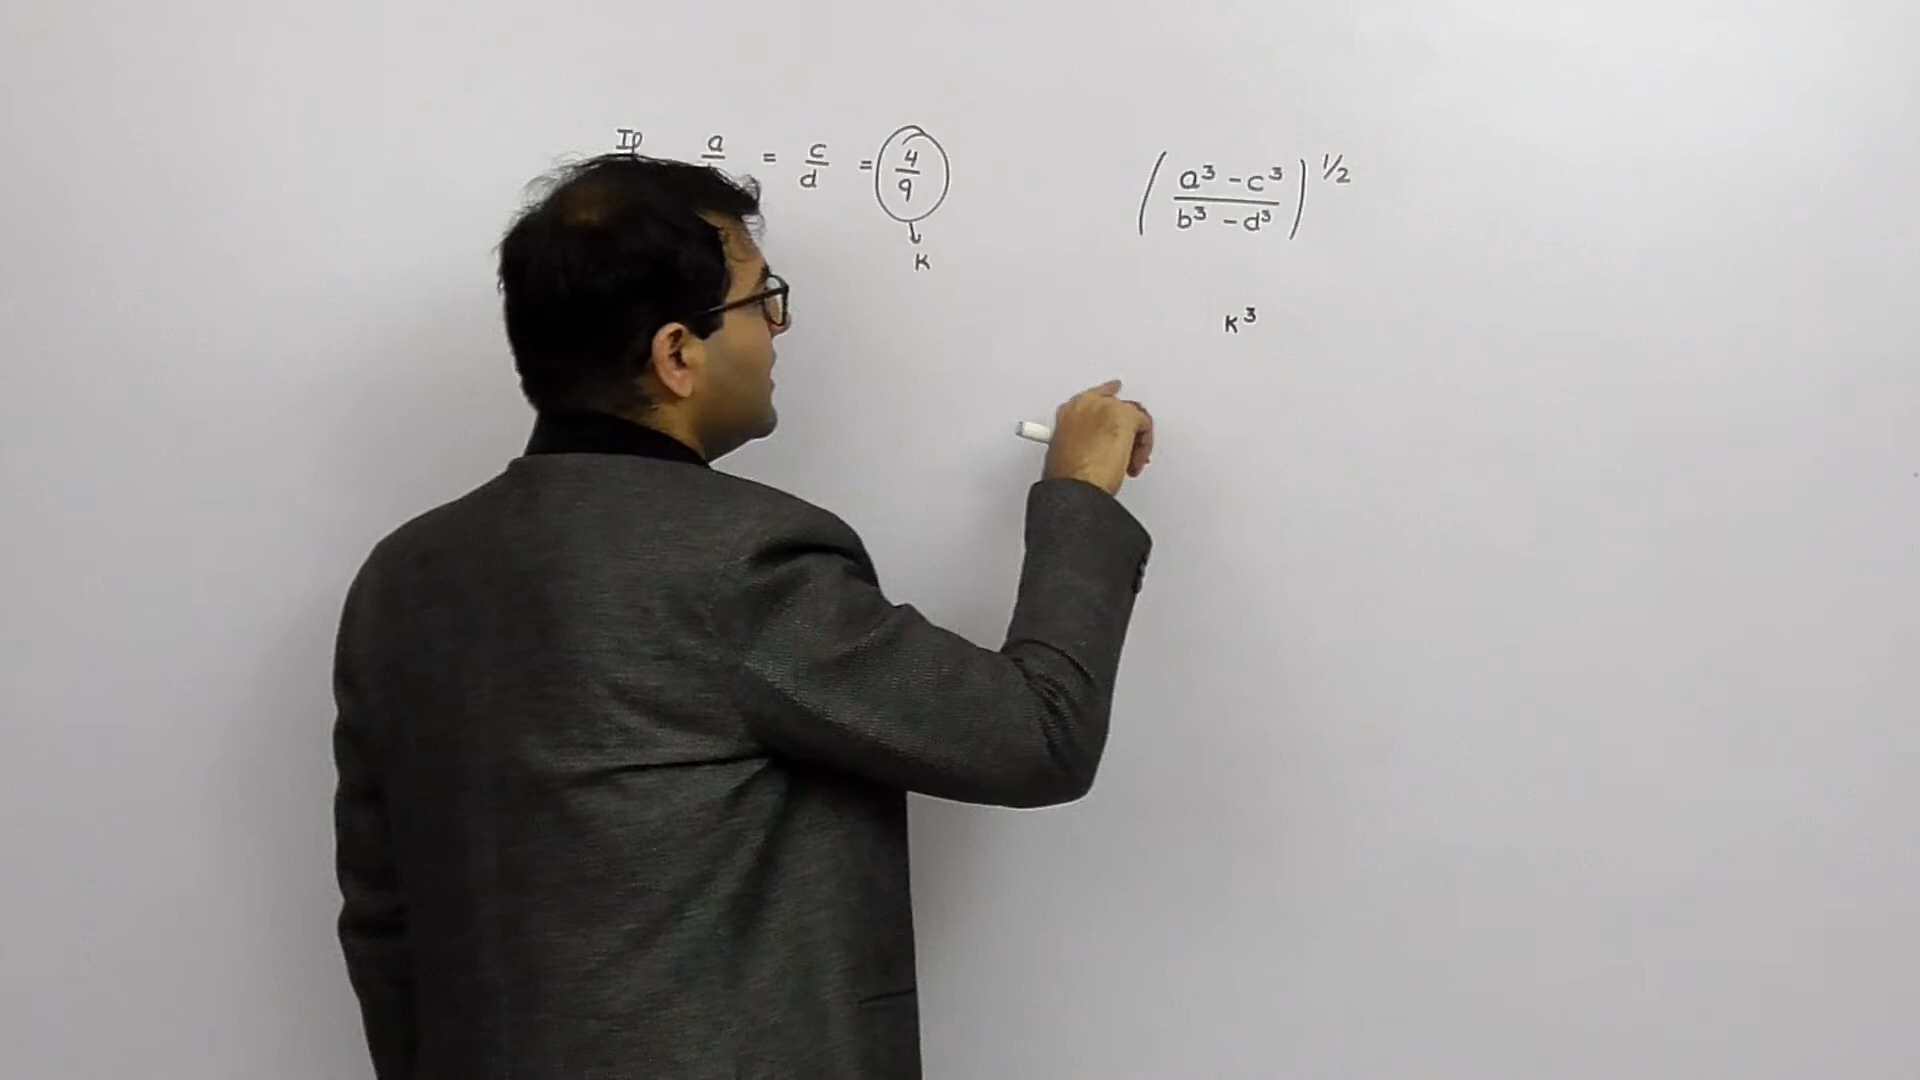 If a = c/d = 4/9
k
((a³ - c³)/(b³ - d³))^1/2
k³